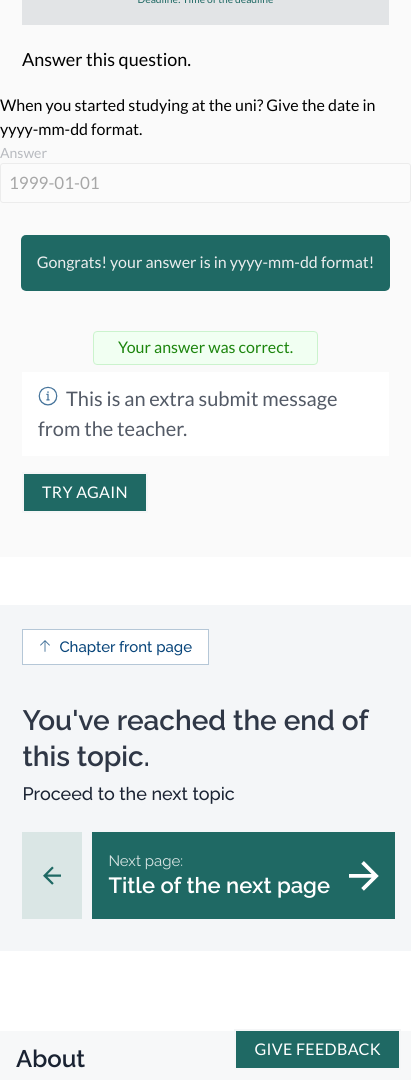 Deadline: Time of the deadline
Answer this question.
When you started studying at the uni? Give the date in
yyyy-mm-dd format.
Answer
1999-01-01
Gongrats! your answer is in yyyy-mm-dd format!
Your answer was correct.
This is an extra submit message
from the teacher.
TRY AGAIN
Chapter front page
You've reached the end of
this topic.
Proceed to the next topic
Next page:
Title of the next page
About
GIVE FEEDBACK